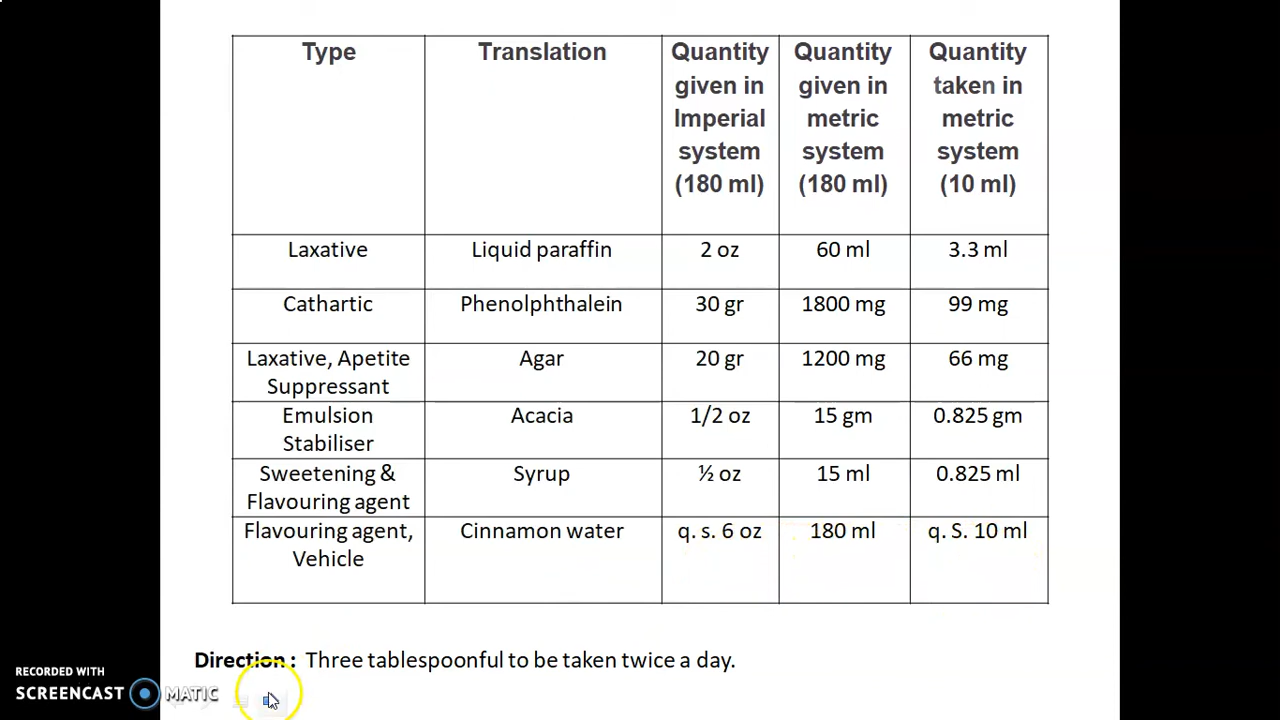 Type
Translation
Quantity
given in
Imperial
system
(180 ml)
Quantity
given in
metric
system
(180 ml)
Quantity
taken in
metric
system
(10 ml)
Laxative
Liquid paraffin
2 oz
60 ml
3.3 ml
Cathartic
Phenolphthalein
30 gr
1800 mg
99 mg
Laxative, Apetite
Suppressant
Agar
20 gr
1200 mg
66 mg
Emulsion
Stabiliser
Acacia
1/2 oz
15 gm
0.825 gm
Sweetening &
Flavouring agent
Syrup
½ oz
15 ml
0.825 ml
Flavouring agent,
Vehicle
Cinnamon water
q. s. 6 oz
180 ml
q. S. 10 ml
Direction : Three tablespoonful to be taken twice a day.
RECORDED WITH
SCREENCAST MATIC